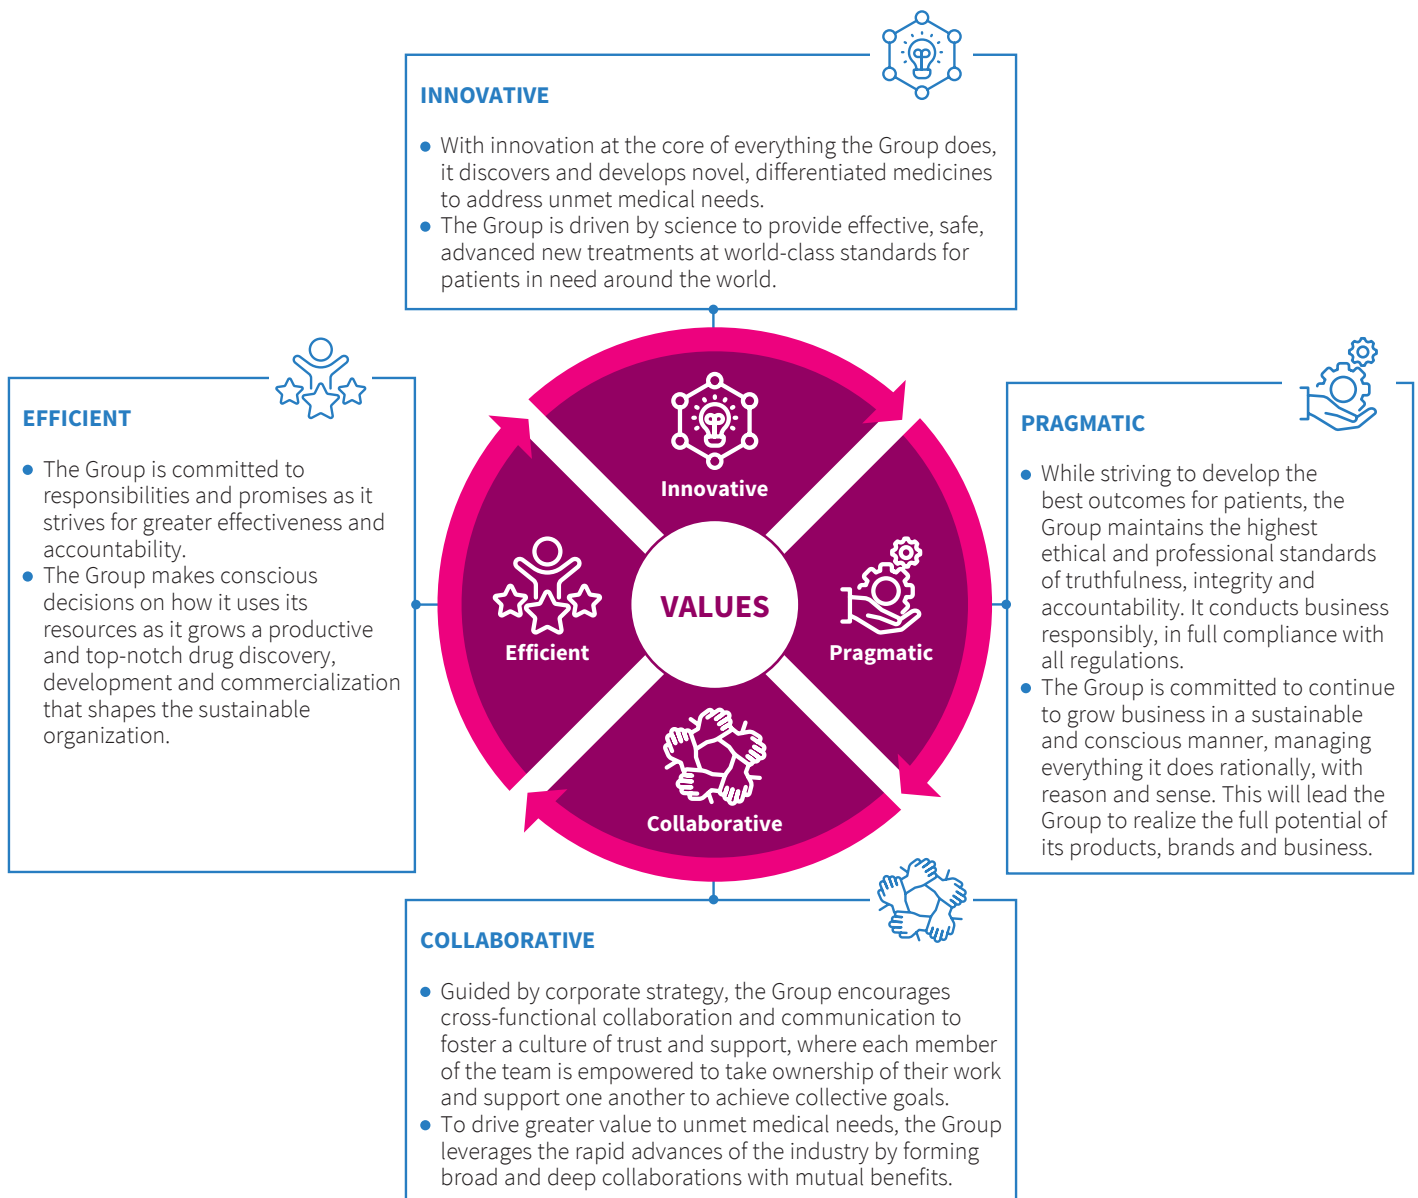 INNOVATIVE
● With innovation at the core of everything the Group does,
it discovers and develops novel, differentiated medicines
to address unmet medical needs.
● The Group is driven by science to provide effective, safe,
advanced new treatments at world-class standards for
patients in need around the world.
EFFICIENT
● The Group is committed to
responsibilities and promises as it
strives for greater effectiveness and
accountability.
● The Group makes conscious
decisions on how it uses its
resources as it grows a productive
and top-notch drug discovery,
development and commercialization
that shapes the sustainable
organization.
Innovative
Efficient
VALUES
Pragmatic
Collaborative
PRAGMATIC
● While striving to develop the
best outcomes for patients, the
Group maintains the highest
ethical and professional standards
of truthfulness, integrity and
accountability. It conducts business
responsibly, in full compliance with
all regulations.
● The Group is committed to continue
to grow business in a sustainable
and conscious manner, managing
everything it does rationally, with
reason and sense. This will lead the
Group to realize the full potential of
its products, brands and business.
COLLABORATIVE
● Guided by corporate strategy, the Group encourages
cross-functional collaboration and communication to
foster a culture of trust and support, where each member
of the team is empowered to take ownership of their work
and support one another to achieve collective goals.
● To drive greater value to unmet medical needs, the Group
leverages the rapid advances of the industry by forming
broad and deep collaborations with mutual benefits.